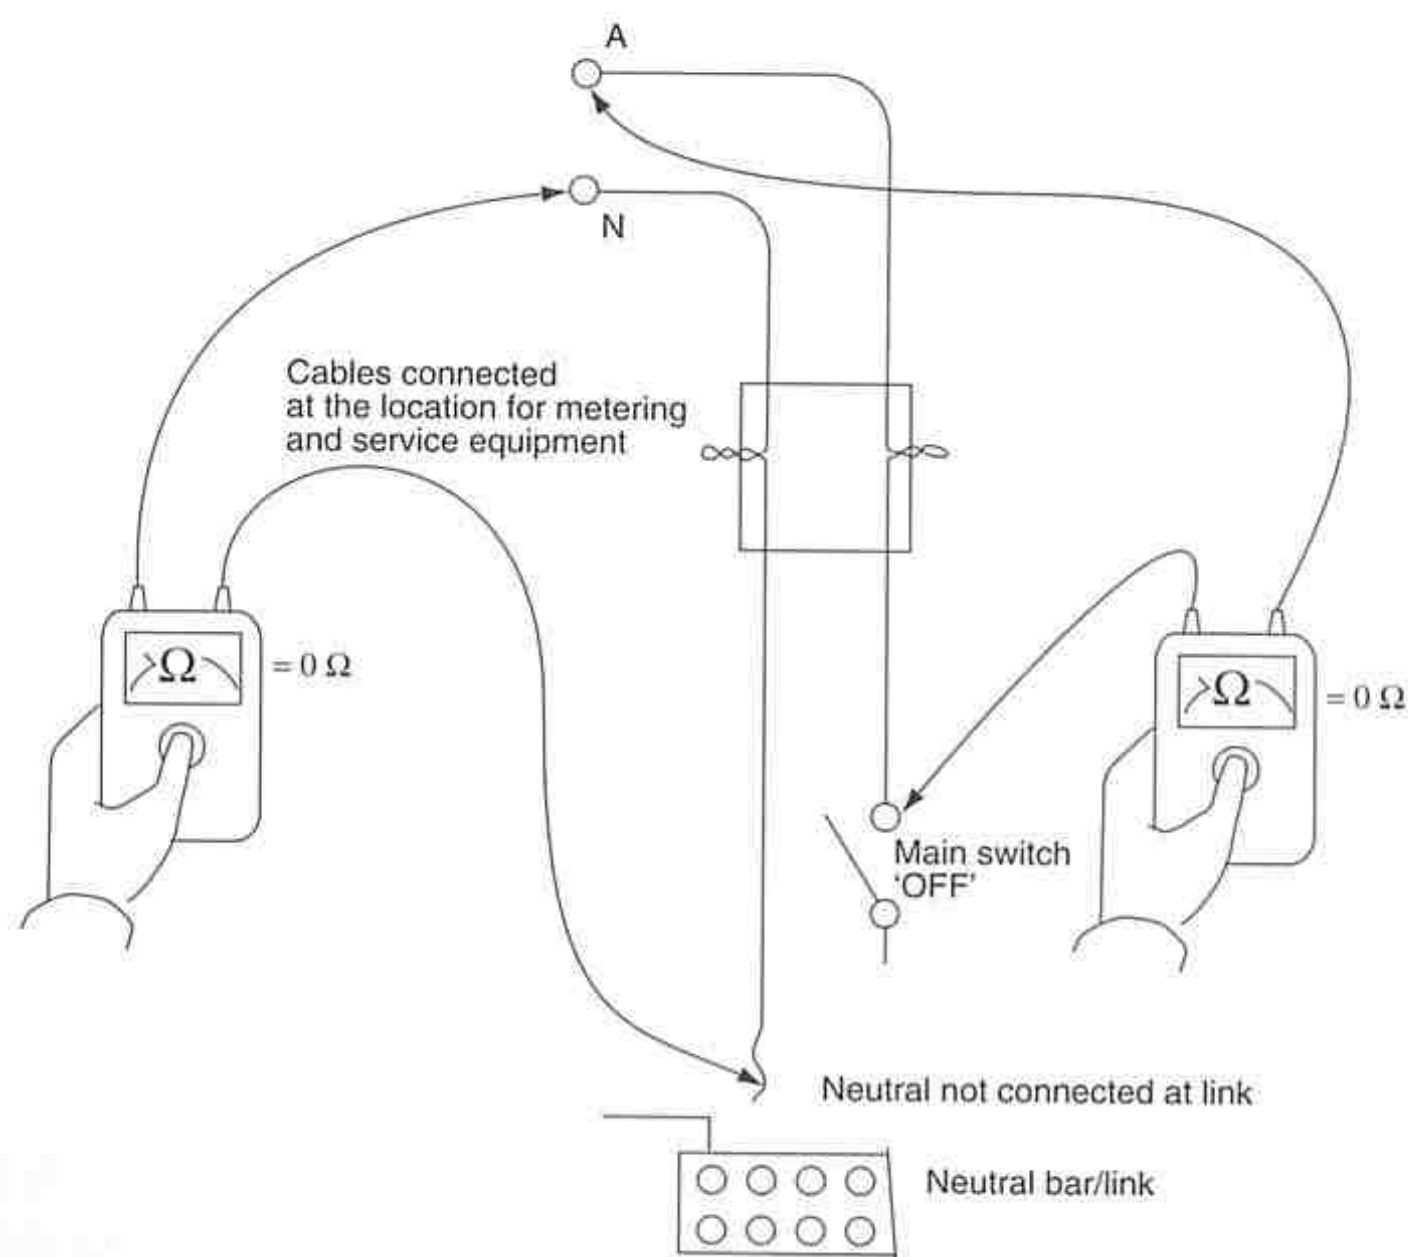 A
N
Cables connected
at the location for metering
and service equipment
Ω
= 0 Ω
Ω
= 0 Ω
Main switch
'OFF'
Neutral not connected at link
Neutral bar/link